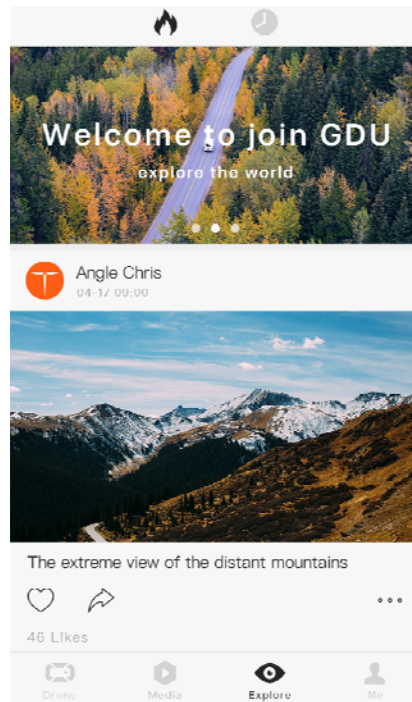 Welcome to join GDU
explore the world
Angle Chris
04-17 09:00
The extreme view of the distant mountains
46 Likes
Drone
Media
Explore
Me